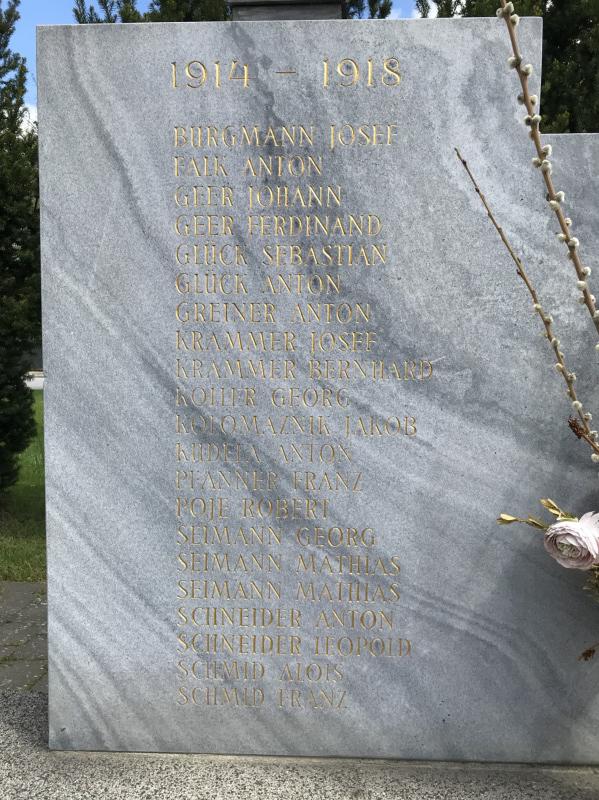 1914 – 1918
BURGMANN JOSEF
FALK ANTON
GEER JOHANN
GEER FERDINAND
GLÜCK SEBASTIAN
GLÜCK ANTON
GREINER ANTON
KRAMMER JOSEF
KRAMMER BERNHARD
KOLLER GEORG
KOLOMAZNIK JAKOB
KUDELA ANTON
PFANNER FRANZ
POJE ROBERT
SEIMANN GEORG
SEIMANN MATHIAS
SEIMANN MATHIAS
SCHNEIDER ANTON
SCHNEIDER LEOPOLD
SCHMID ALOIS
SCHMID FRANZ